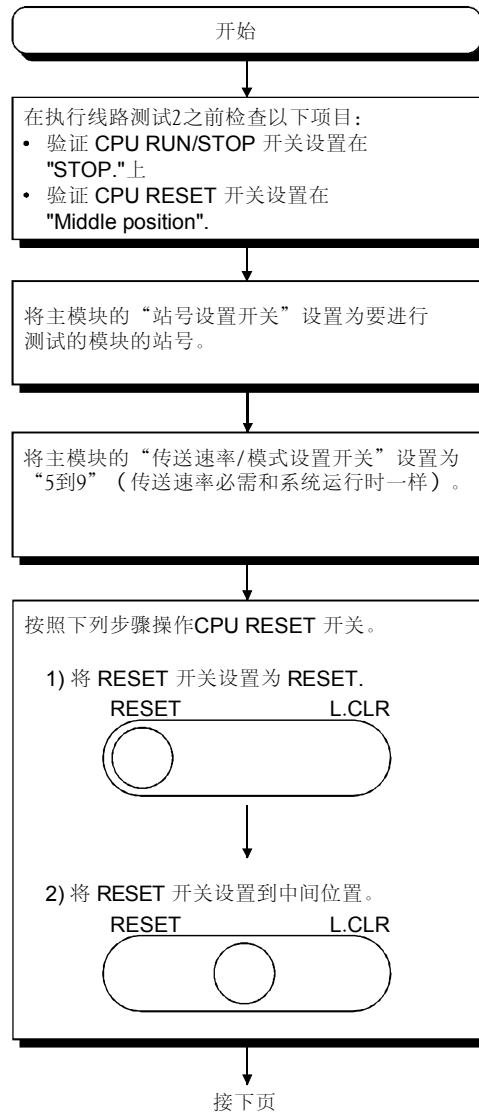 开始
在执行线路测试2之前检查以下项目：
• 验证 CPU RUN/STOP 开关设置在
"STOP."上
• 验证 CPU RESET 开关设置在
"Middle position".
将主模块的“站号设置开关”设置为要进行
测试的模块的站号。
将主模块的“传送速率/模式设置开关”设置为
“5到9”（传送速率必需和系统运行时一样）。
按照下列步骤操作CPU RESET 开关。
1) 将 RESET 开关设置为 RESET.
RESET L.CLR
2) 将 RESET 开关设置到中间位置。
RESET L.CLR
接下页